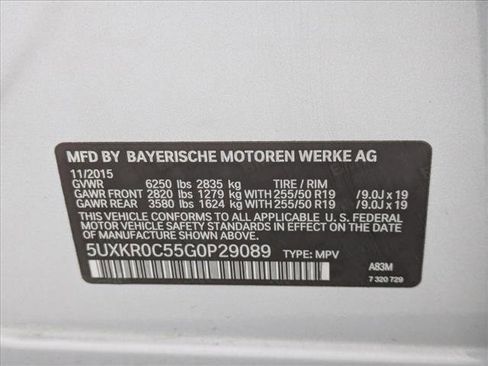 MFD BY BAYERISCHE MOTOREN WERKE AG
11/2015
GVWR 6250 lbs 2835 kg TIRE / RIM
GAWR FRONT 2820 lbs 1279 kg WITH 255/50 R19 /9.0J x 19
GAWR REAR 3580 lbs 1624 kg WITH 255/50 R19 /9.0J x 19
THIS VEHICLE CONFORMS TO ALL APPLICABLE U. S. FEDERAL
MOTOR VEHICLE SAFETY STANDARDS IN EFFECT ON THE
DATE OF MANUFACTURE SHOWN ABOVE.
5UXKR0C55G0P29089 TYPE: MPV
A83M
7 320 729